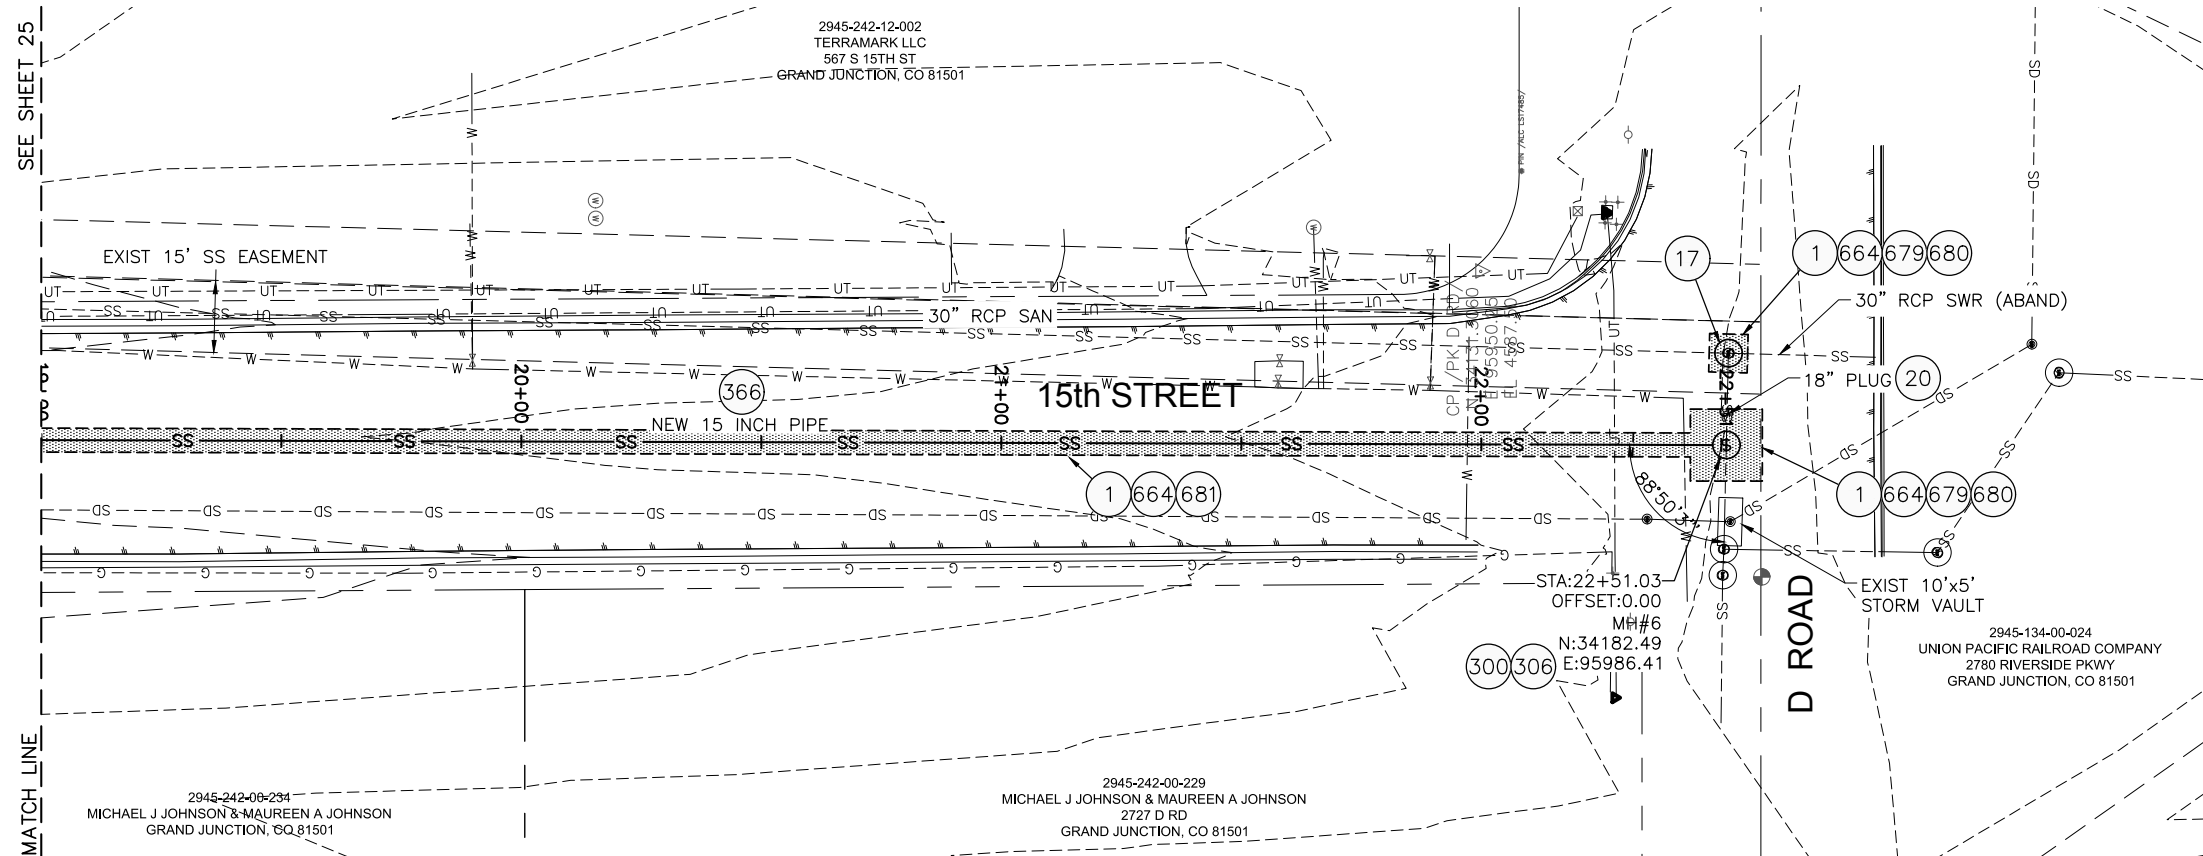 SEE SHEET 25
MATCH LINE
2945-242-12-002
TERRAMARK LLC
567 S 15TH ST
GRAND JUNCTION, CO 81501
EXIST 15' SS EASEMENT
30" RCP SAN
17
1 664 679 680
30" RCP SWR (ABAND)
18" PLUG 20
366
15th STREET
NEW 15 INCH PIPE
20+00
21+00
22+00
1 664 681
1 664 679 680
STA:22+51.03
OFFSET:0.00
MH#6
N:34182.49
E:95986.41
300 306
D ROAD
EXIST 10'x5'
STORM VAULT
2945-134-00-024
UNION PACIFIC RAILROAD COMPANY
2780 RIVERSIDE PKWY
GRAND JUNCTION, CO 81501
2945-242-00-234
MICHAEL J JOHNSON & MAUREEN A JOHNSON
GRAND JUNCTION, CO 81501
2945-242-00-229
MICHAEL J JOHNSON & MAUREEN A JOHNSON
2727 D RD
GRAND JUNCTION, CO 81501